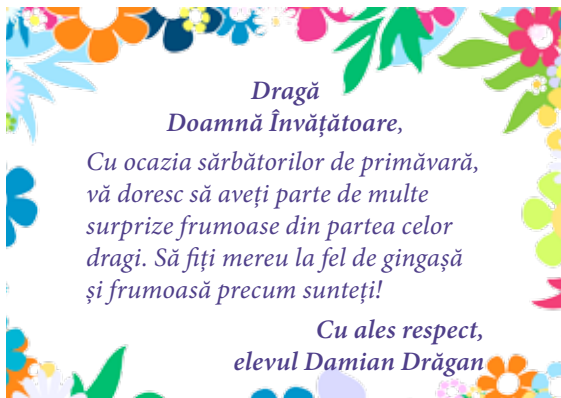 Dragă
Doamnă Învățătoare,
Cu ocazia sărbătorilor de primăvară,
vă doresc să aveți parte de multe
surprize frumoase din partea celor
dragi. Să fiți mereu la fel de gingașă
și frumoasă precum sunteți!
Cu ales respect,
elevul Damian Drăgan